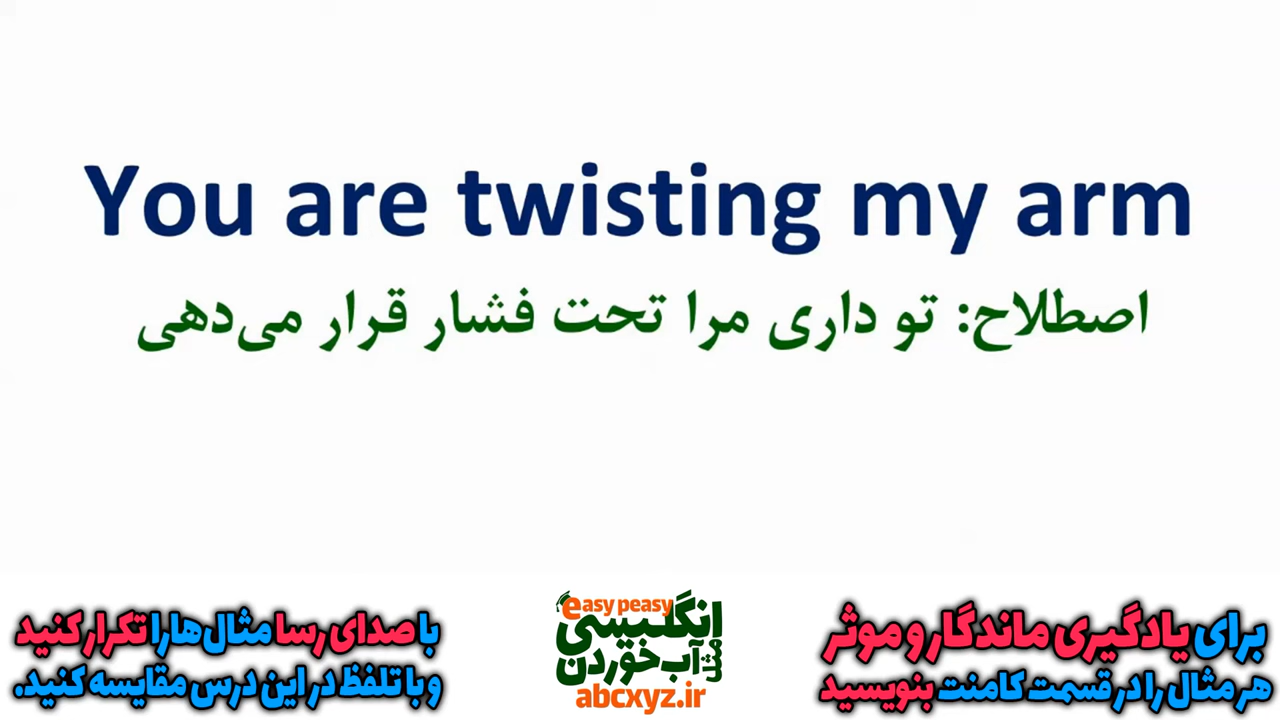 You are twisting my arm
اصطلاح: تو داری مرا تحت فشار قرار می‌دهی
برای یادگیری ماندگار و موثر
هر مثال را در قسمت کامنت بنویسید
easy peasy
انگلیسی
مثل
آب خوردن
abcxyz.ir
با صدای رسا مثال‌ها را تکرار کنید
و با تلفظ در این درس مقایسه کنید.